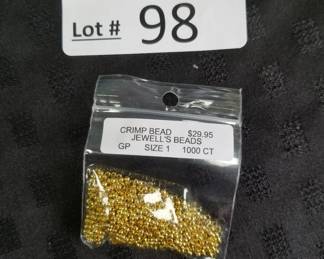 Lot # 98
CRIMP BEAD $29.95
JEWELL'S BEADS
GP SIZE 1 1000 CT